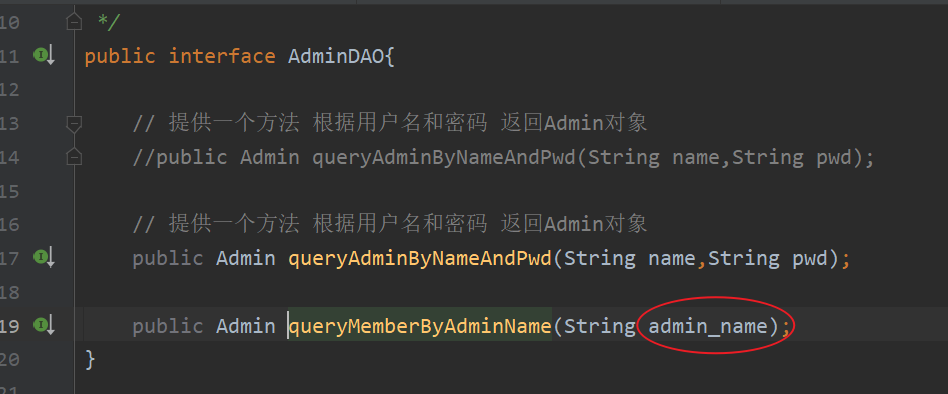 10 */
11 public interface AdminDAO{
12
13 // 提供一个方法 根据用户名和密码 返回Admin对象
14 //public Admin queryAdminByNameAndPwd(String name,String pwd);
15
16 // 提供一个方法 根据用户名和密码 返回Admin对象
17 public Admin queryAdminByNameAndPwd(String name,String pwd);
18
19 public Admin queryMemberByAdminName(String admin_name);
20 }
21